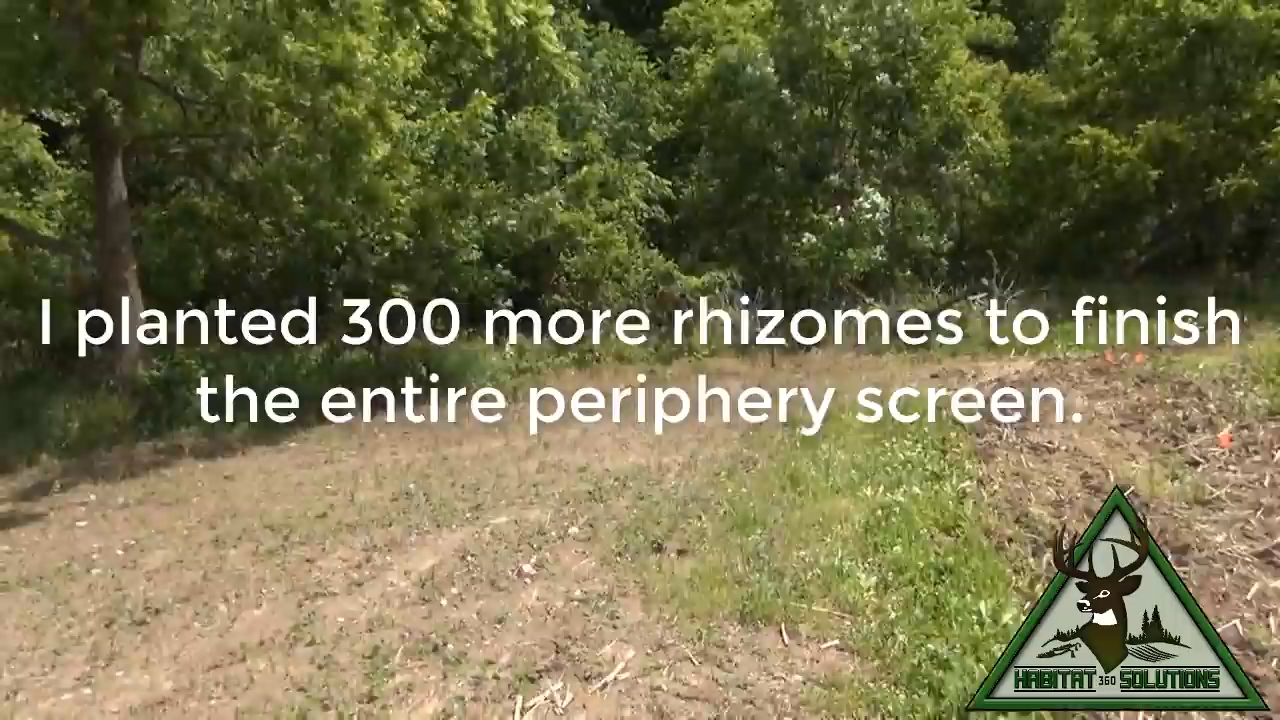 I planted 300 more rhizomes to finish
the entire periphery screen.
HABITAT 360 SOLUTIONS